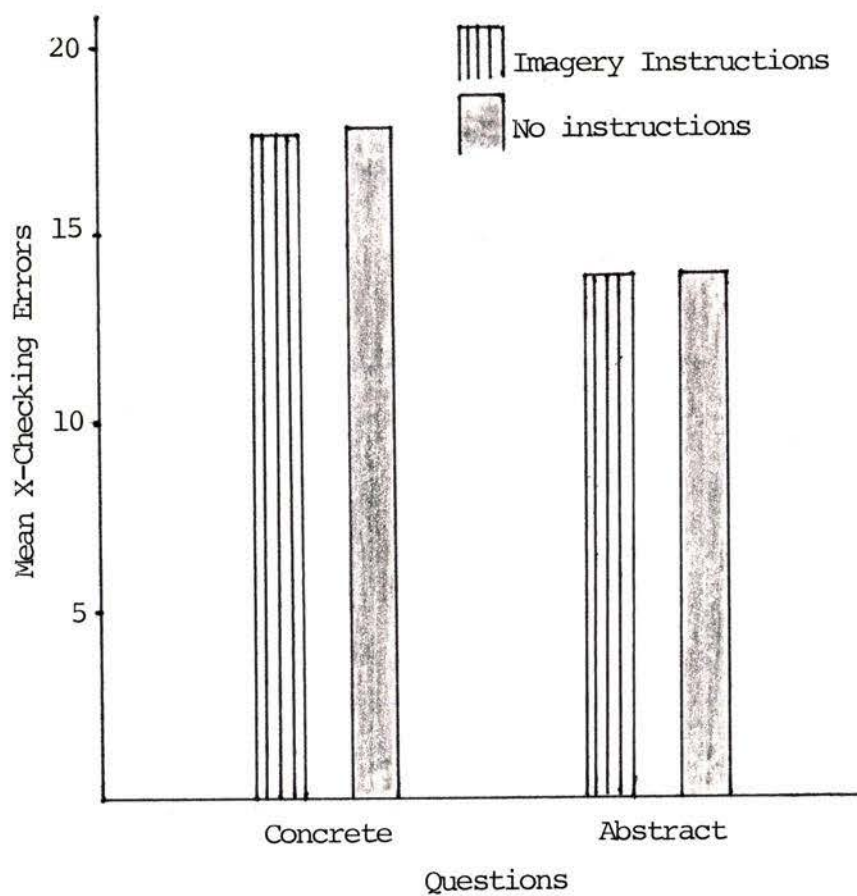 20
Imagery Instructions
No instructions
15
Mean X-Checking Errors
10
5
Concrete
Abstract
Questions